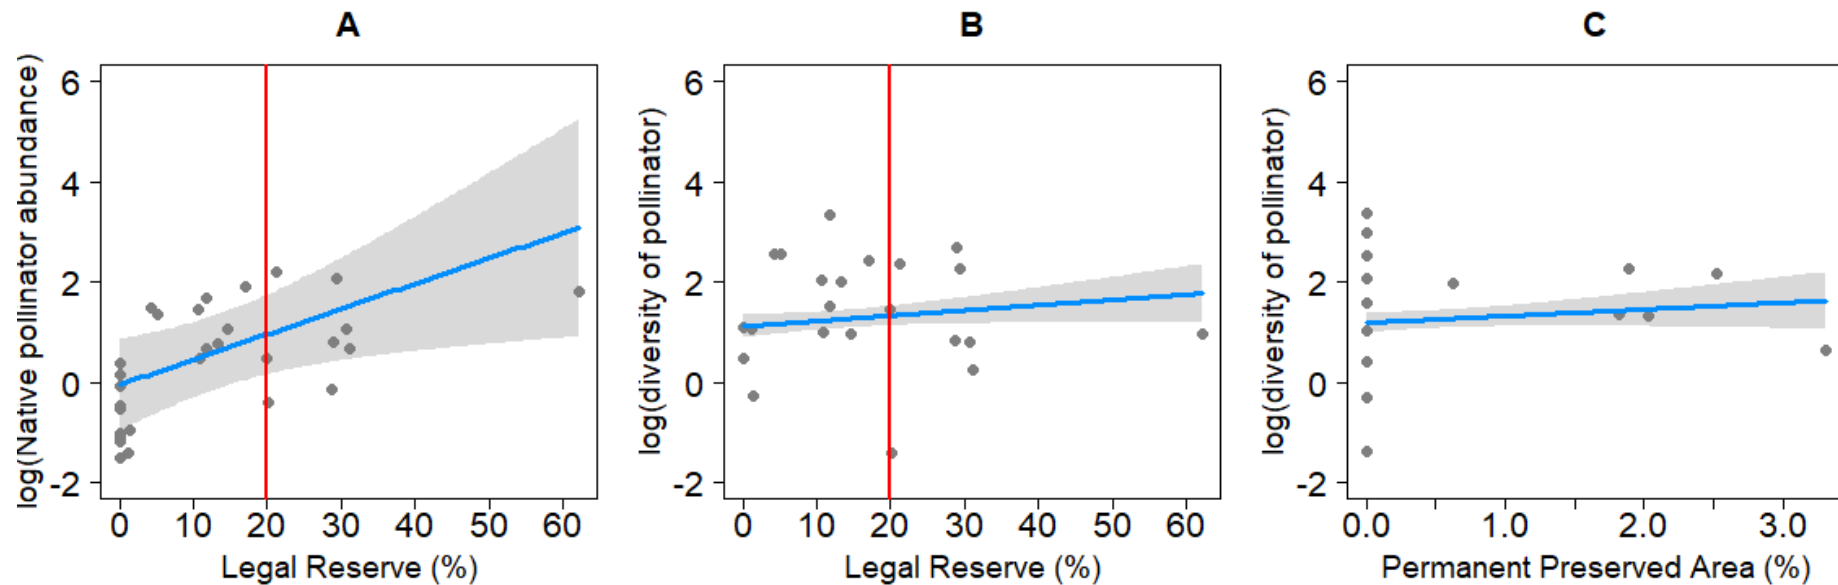 A
B
C
log(Native pollinator abundance)
6
4
2
0
-2
0 10 20 30 40 50 60
Legal Reserve (%)
log(diversity of pollinator)
6
4
2
0
-2
0 10 20 30 40 50 60
Legal Reserve (%)
log(diversity of pollinator)
6
4
2
0
-2
0.0 1.0 2.0 3.0
Permanent Preserved Area (%)